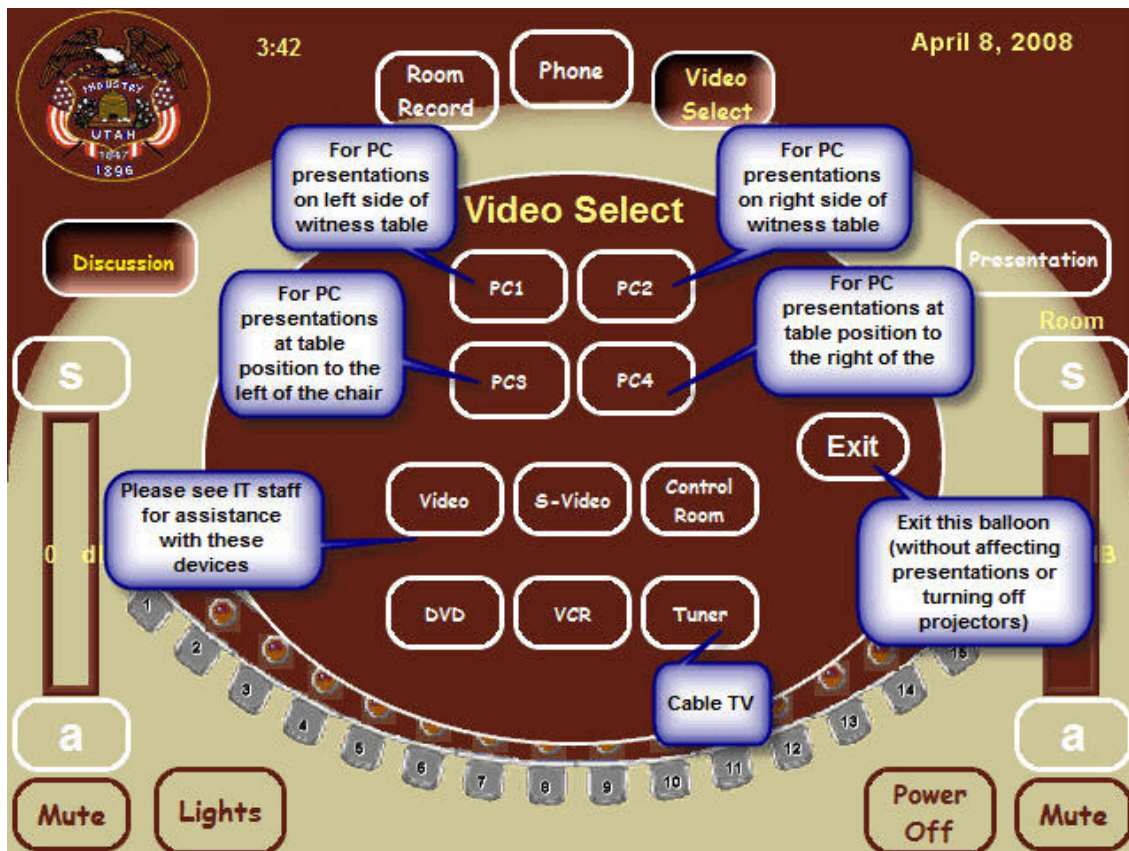 INDUSTRY
UTAH
1847
1896
3:42
Room
Record
Phone
Video
Select
April 8, 2008
For PC
presentations
on left side of
witness table
For PC
presentations
on right side of
witness table
Video Select
Discussion
Presentation
PC1
PC2
For PC
presentations
at table
position to the
left of the chair
For PC
presentations at
table position to
the right of the
PC3
PC4
Room
s
s
Exit
Please see IT staff
for assistance
with these
devices
Video
S-Video
Control
Room
Exit this balloon
(without affecting
presentations or
turning off
projectors)
0
DVD
VCR
Tuner
Cable TV
1
2
3
4
5
6
7
8
9
10
11
12
13
14
15
a
a
Mute
Lights
Power
Off
Mute